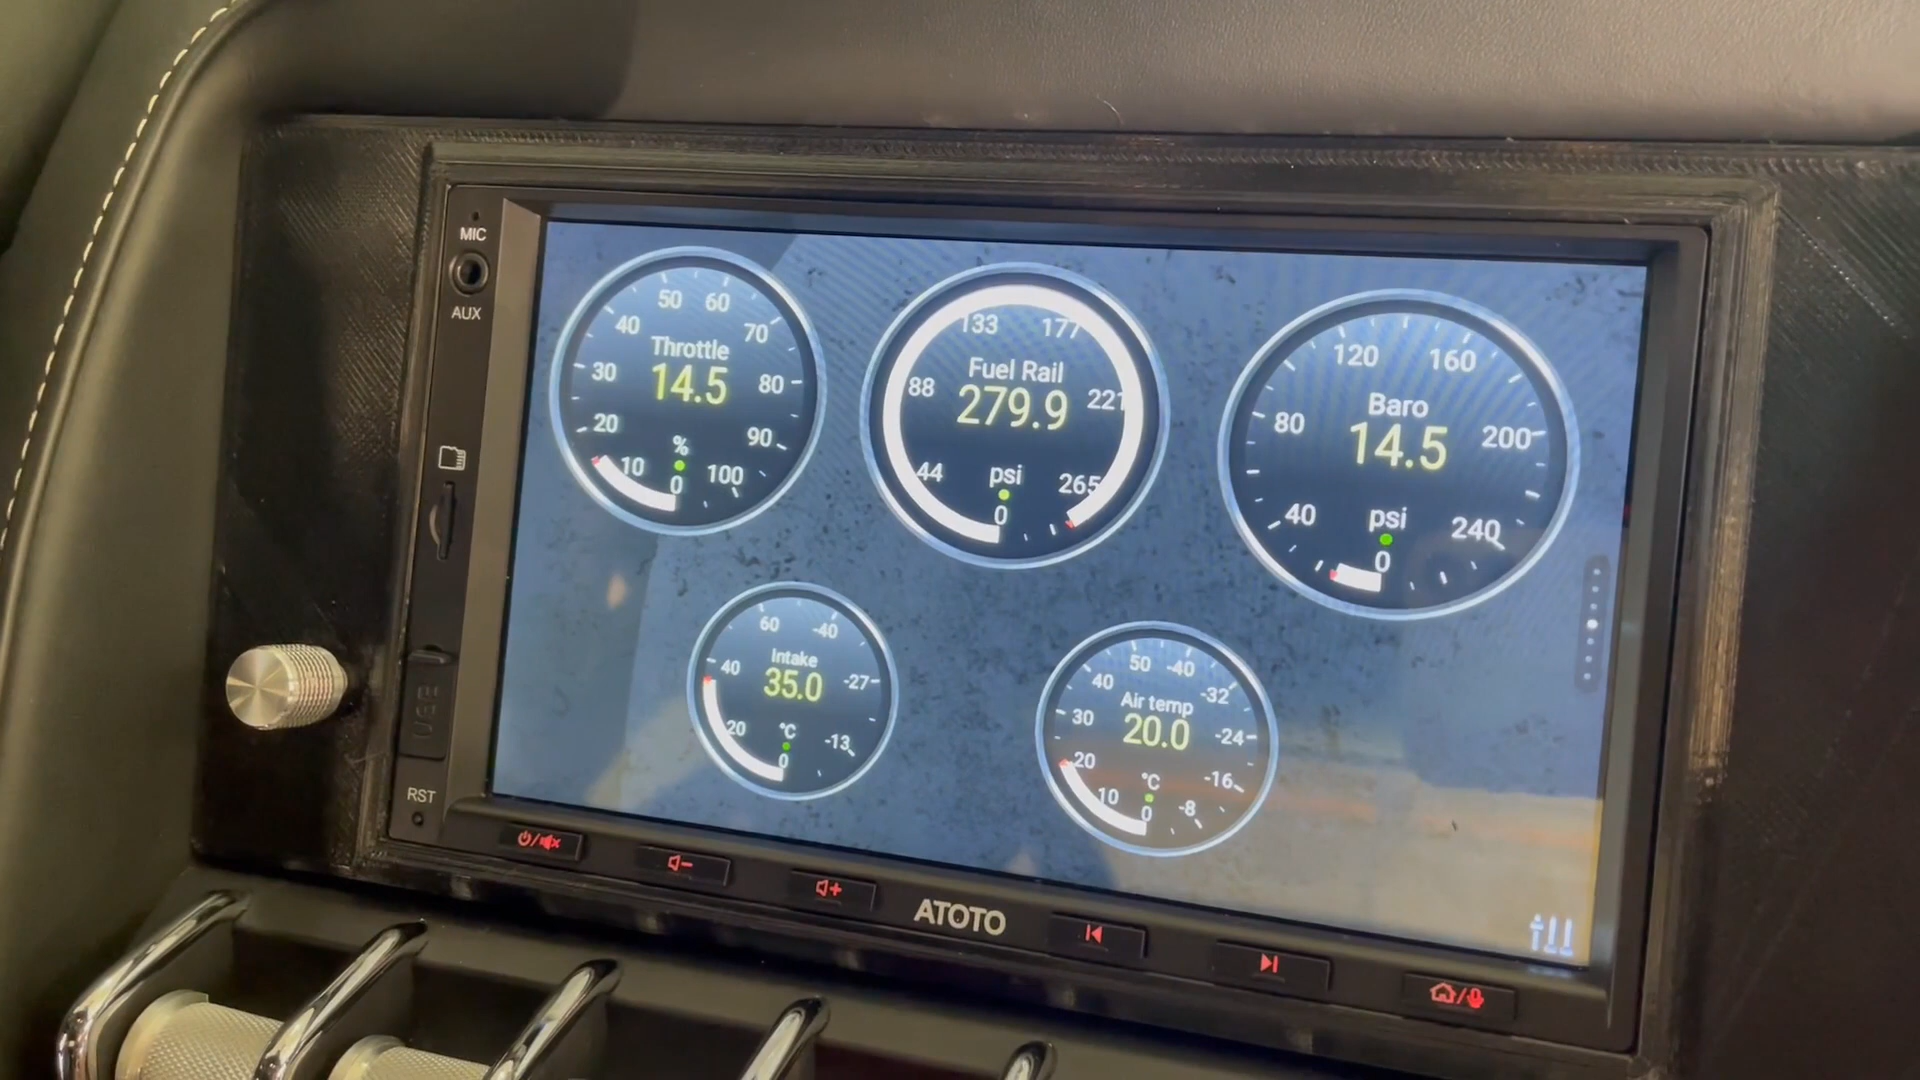 MIC
AUX
RST
50 60
40 70
Throttle
30 14.5 80
20 % 90
10 0 100
133 177
Fuel Rail
88 279.9 221
44 psi 265
0
120 160
Baro
80 14.5 200
40 psi 240
0
60 -40
Intake
40 35.0 -27
20 °C -13
0
50 -40
40 Air temp -32
30 20.0 -24
20 °C -16
10 0 -8
ATOTO